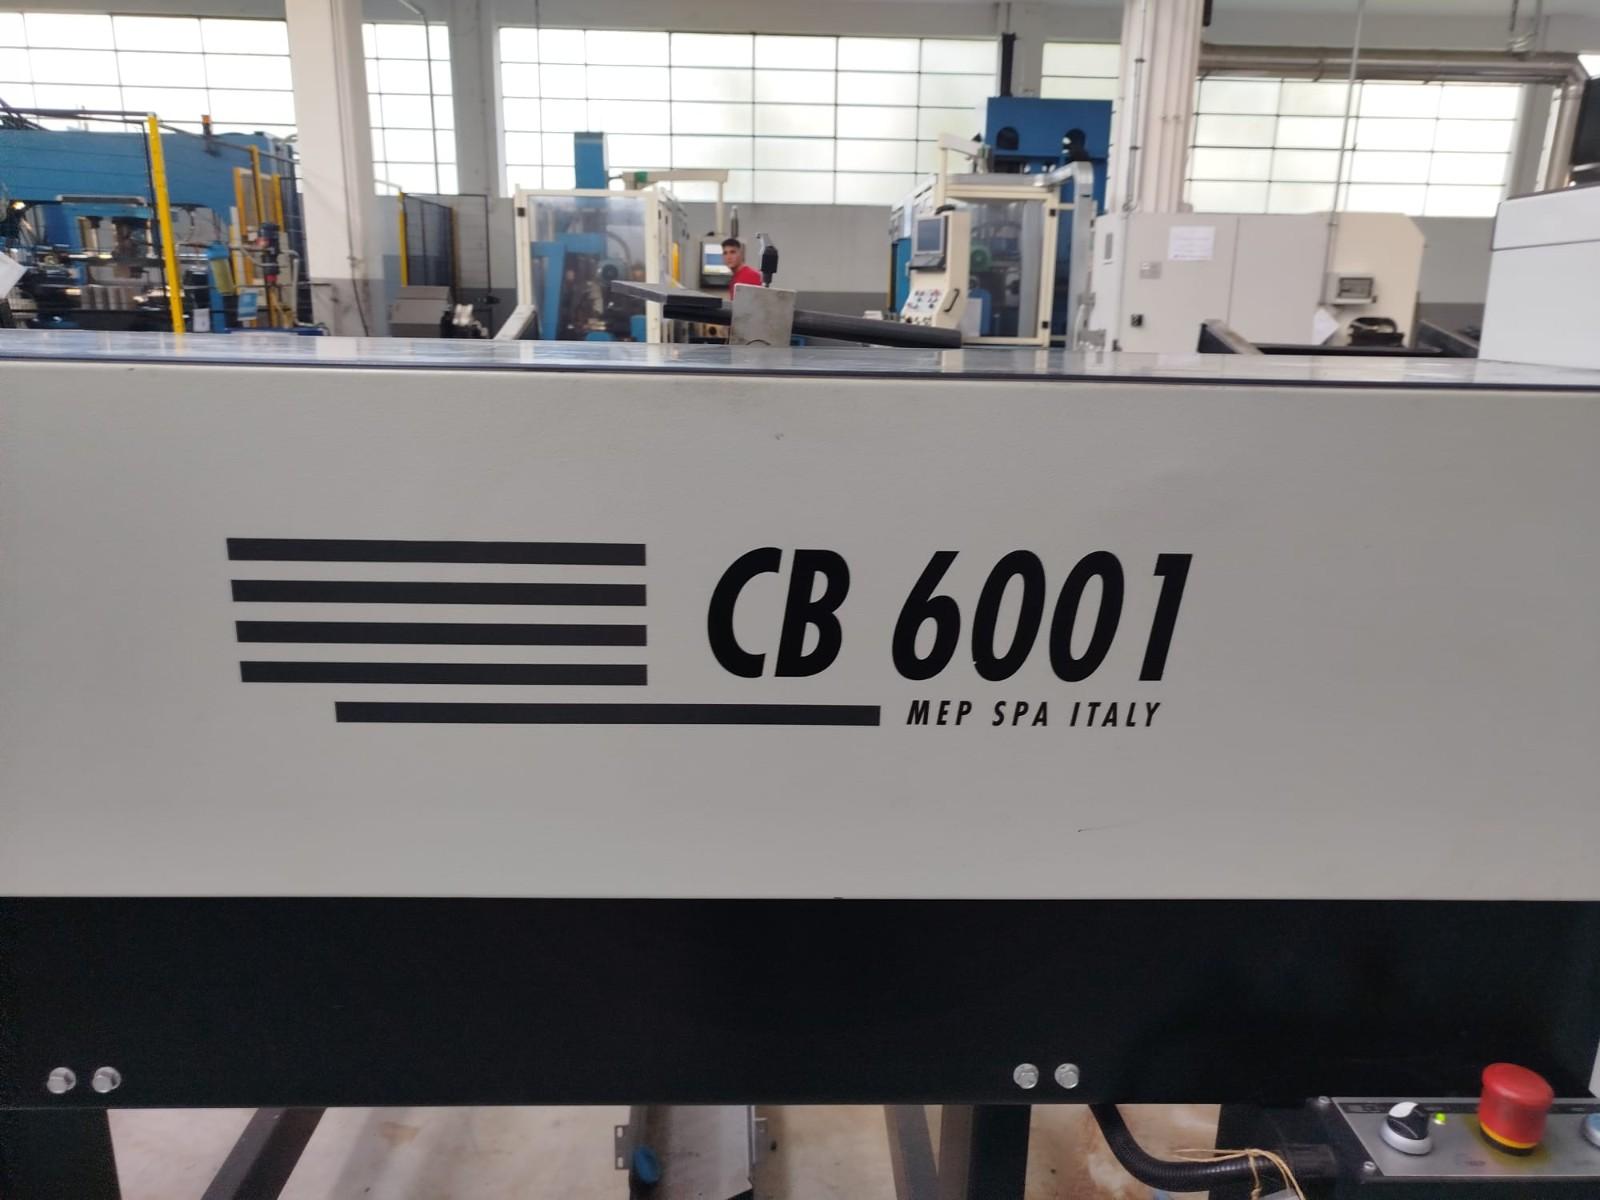 CB 6001
MEP SPA ITALY